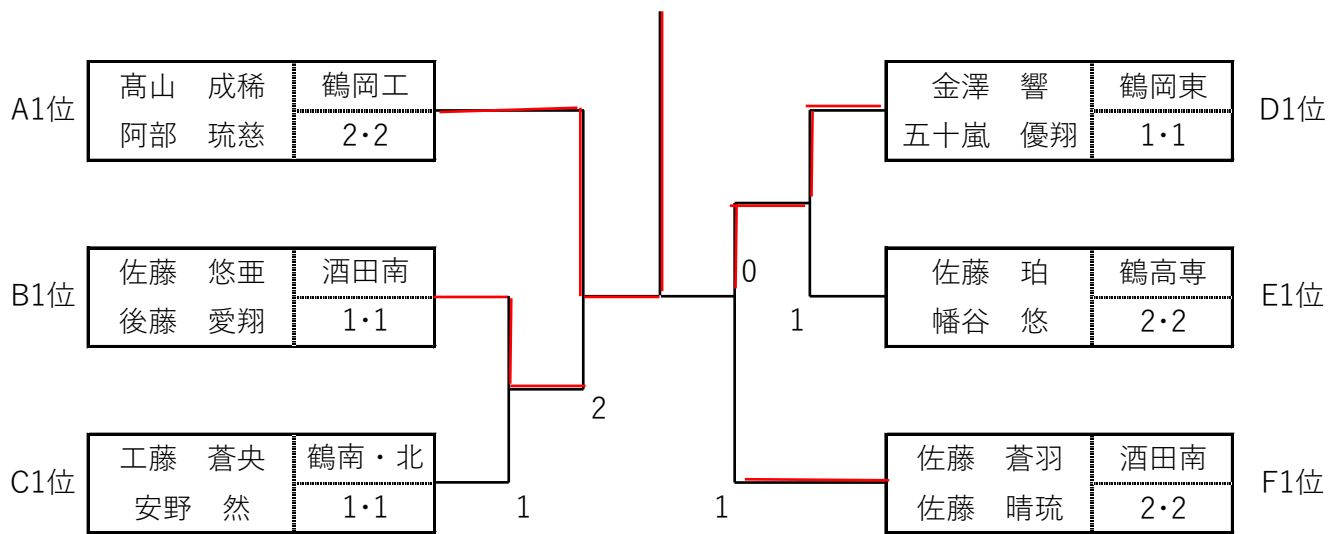 A1位
髙山　成稀
阿部　琉慈
鶴岡工
2・2
B1位
佐藤　悠亜
後藤　愛翔
酒田南
1・1
C1位
工藤　蒼央
安野　然
鶴南・北
1・1
2
1
0
1
1
金澤　響
五十嵐　優翔
鶴岡東
1・1
D1位
佐藤　珀
幡谷　悠
鶴高専
2・2
E1位
佐藤　蒼羽
佐藤　晴琉
酒田南
2・2
F1位